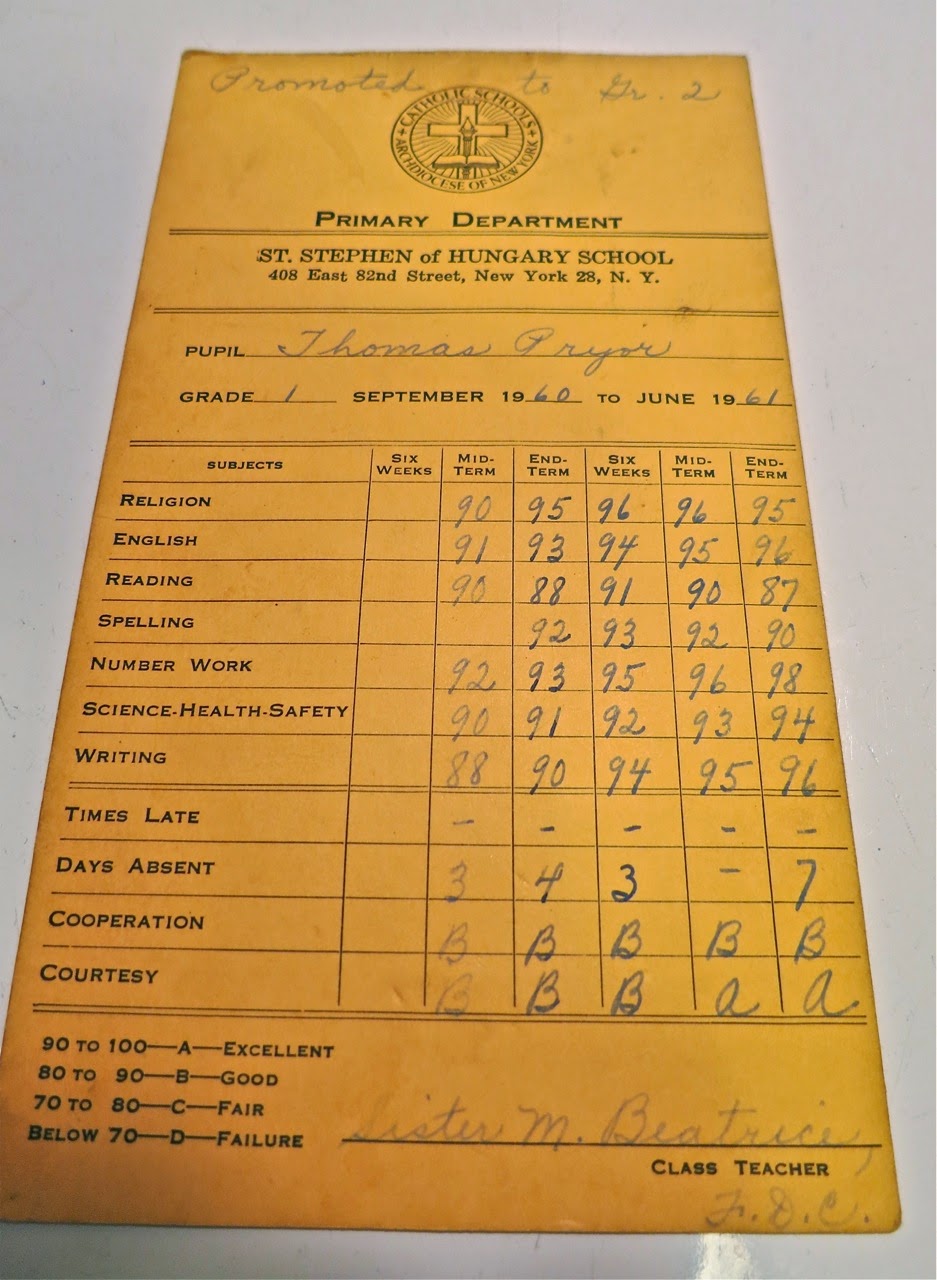 Promoted to Gr. 2
CATHOLIC SCHOOLS
ARCHDIOCESE OF NEW YORK
PRIMARY DEPARTMENT
ST. STEPHEN of HUNGARY SCHOOL
408 East 82nd Street, New York 28, N. Y.
PUPIL Thomas Pryor
GRADE 1 SEPTEMBER 1960 TO JUNE 1961
SUBJECTS SIX WEEKS MID-TERM END-TERM SIX WEEKS MID-TERM END-TERM
RELIGION 90 95 96 96 95
ENGLISH 91 93 94 95 96
READING 90 88 91 90 87
SPELLING 92 93 92 90
NUMBER WORK 92 93 95 96 98
SCIENCE-HEALTH-SAFETY 90 91 92 93 94
WRITING 88 90 94 95 96
TIMES LATE – – – – –
DAYS ABSENT 3 4 3 – 7
COOPERATION B B B B B
COURTESY B B B A A
90 TO 100—A—EXCELLENT
80 TO 90—B—GOOD
70 TO 80—C—FAIR
BELOW 70—D—FAILURE
Sister M. Beatrice,
CLASS TEACHER
F.D.C.